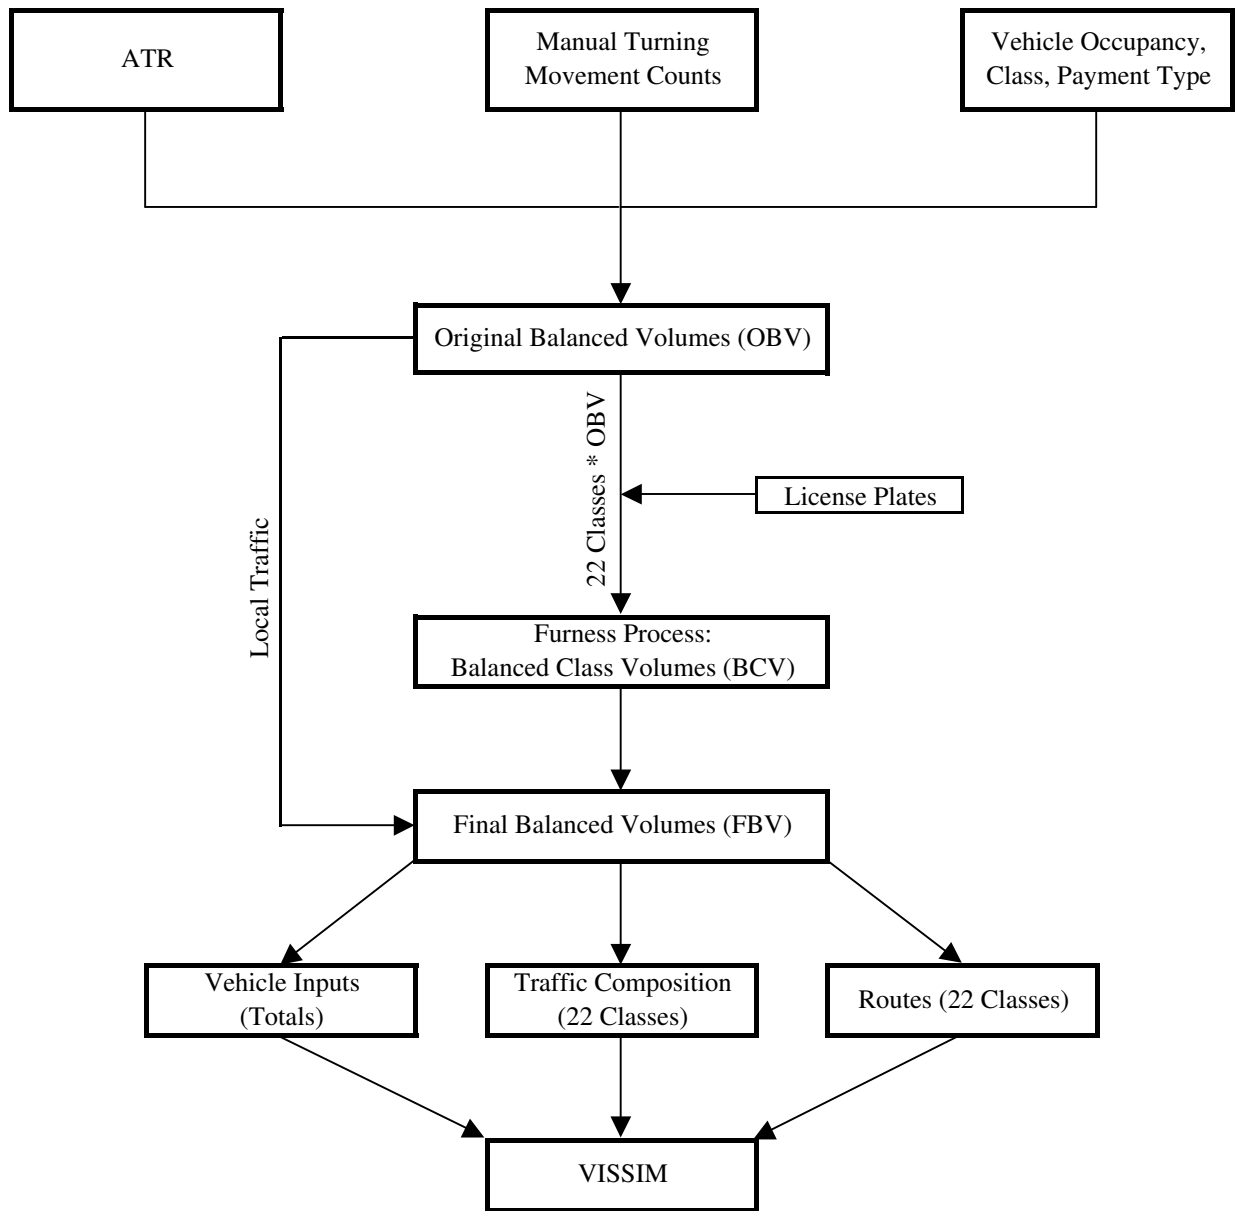 ATR
Manual Turning
Movement Counts
Vehicle Occupancy,
Class, Payment Type
Original Balanced Volumes (OBV)
22 Classes * OBV
License Plates
Local Traffic
Furness Process:
Balanced Class Volumes (BCV)
Final Balanced Volumes (FBV)
Vehicle Inputs
(Totals)
Traffic Composition
(22 Classes)
Routes (22 Classes)
VISSIM